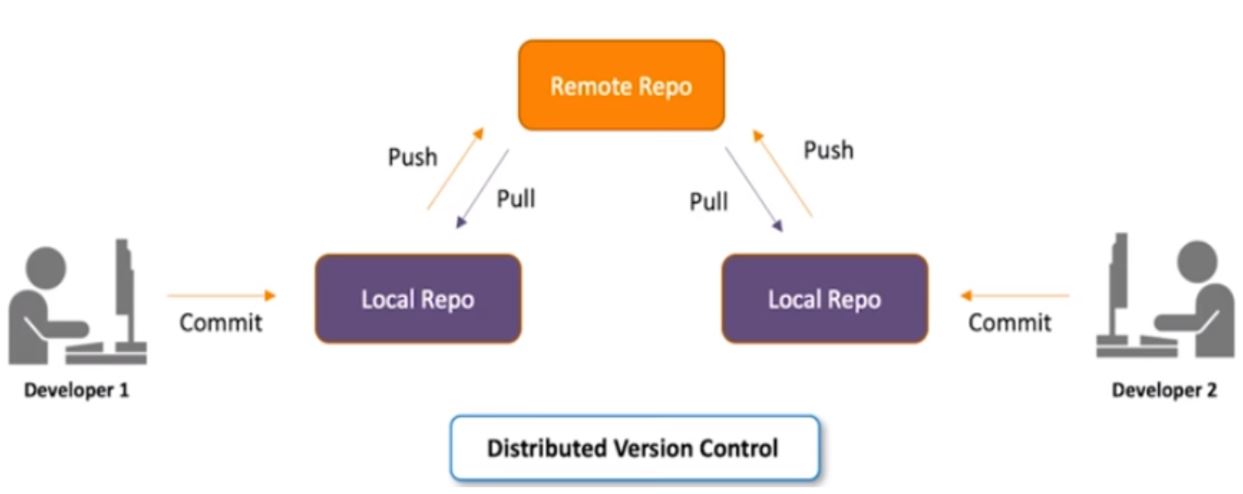 Remote Repo
Push
Push
Pull
Pull
Local Repo
Local Repo
Commit
Commit
Developer 1
Developer 2
Distributed Version Control